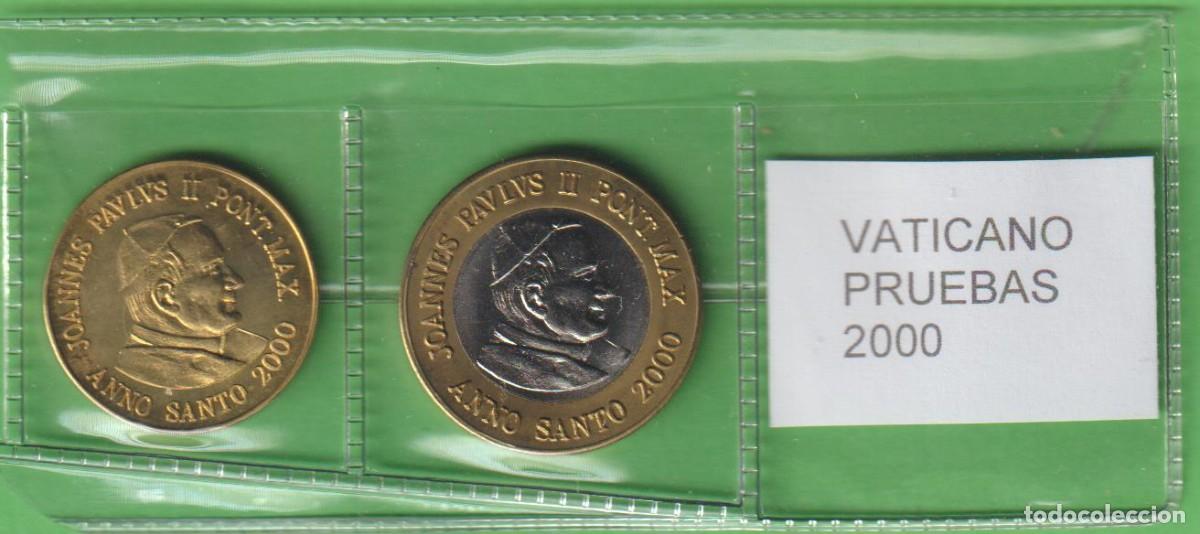 JOANNES PAVLVS II PONT. MAX
ANNO SANTO 2000
JOANNES PAVLVS II PONT. MAX
ANNO SANTO 2000
VATICANO
PRUEBAS
2000
todocoleccion